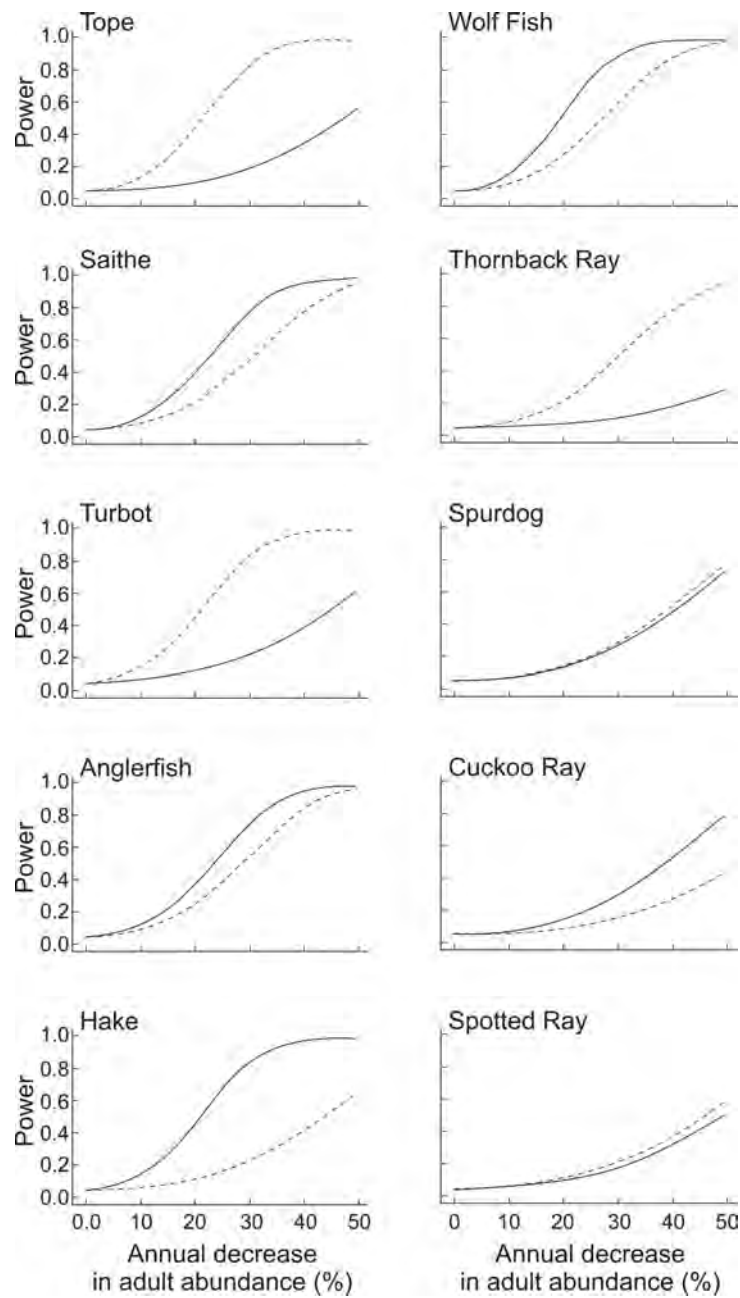 Tope
1.0
0.8
0.6
0.4
0.2
0.0
Power
Wolf Fish
Saithe
1.0
0.8
0.6
0.4
0.2
0.0
Power
Thornback Ray
Turbot
1.0
0.8
0.6
0.4
0.2
0.0
Power
Spurdog
Anglerfish
1.0
0.8
0.6
0.4
0.2
0.0
Power
Cuckoo Ray
Hake
1.0
0.8
0.6
0.4
0.2
0.0
Power
Spotted Ray
0.0 10 20 30 40 50
0 10 20 30 40 50
Annual decrease
in adult abundance (%)
Annual decrease
in adult abundance (%)